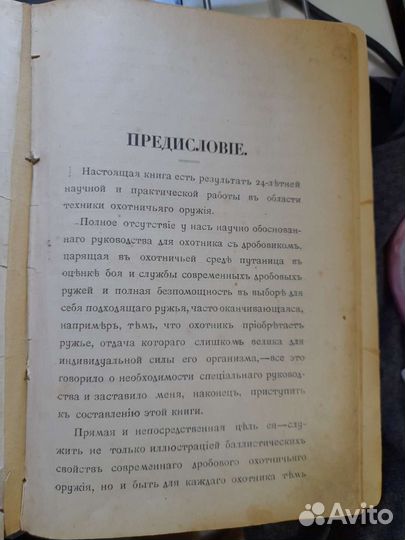 ПРЕДИСЛОВІЕ.
Настоящая книга есть результатъ 24-лѣтней
научной и практической работы въ области
техники охотничьяго оружія.
Полное отсутствіе у насъ научно обоснован-
наго руководства для охотника съ дробовикомъ,
царящая въ охотничьей средѣ путаница въ
оцѣнкѣ боя и службы современныхъ дробовыхъ
ружей и полная безпомощность въ выборѣ для
себя подходящаго ружья, часто оканчивающаяся,
напримѣръ, тѣмъ, что охотникъ пріобрѣтаетъ
ружье, отдача котораго слишкомъ велика для
индивидуальной силы его организма,—все это
говорило о необходимости спеціальнаго руковод-
ства и заставило меня, наконецъ, приступить
къ составленію этой книги.
Прямая и непосредственная цѣль ея—слу-
жить не только иллюстраціей баллистическихъ
свойствъ современнаго дробового охотничьяго
оружія, но и быть для каждаго охотника тѣмъ
Avito